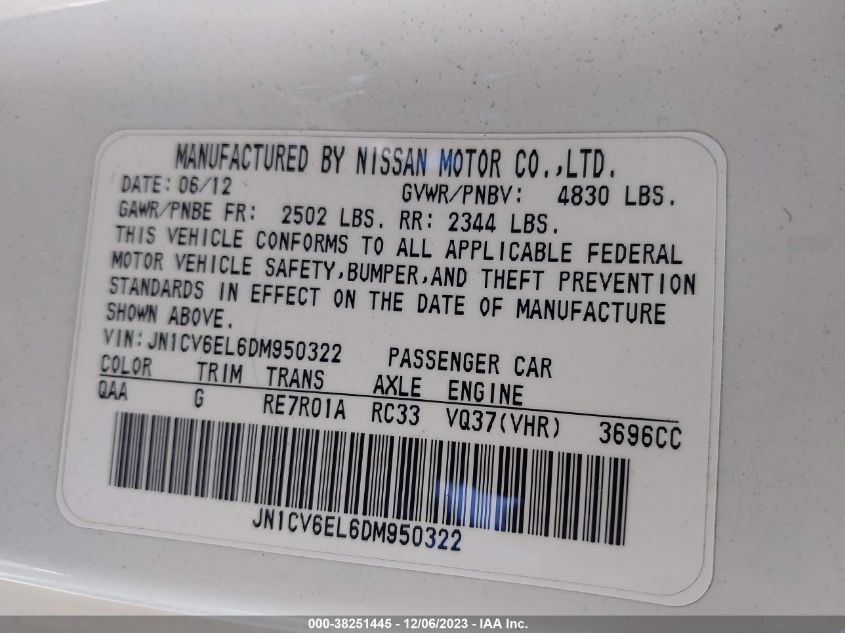 MANUFACTURED BY NISSAN MOTOR CO.,LTD.
DATE: 06/12 GVWR/PNBV: 4830 LBS.
GAWR/PNBE FR: 2502 LBS. RR: 2344 LBS.
THIS VEHICLE CONFORMS TO ALL APPLICABLE FEDERAL
MOTOR VEHICLE SAFETY,BUMPER,AND THEFT PREVENTION
STANDARDS IN EFFECT ON THE DATE OF MANUFACTURE
SHOWN ABOVE.
VIN:JN1CV6EL6DM950322 PASSENGER CAR
COLOR TRIM TRANS AXLE ENGINE
QAA G RE7R01A RC33 VQ37(VHR) 3696CC
JN1CV6EL6DM950322
000-38251445 - 12/06/2023 - IAA Inc.